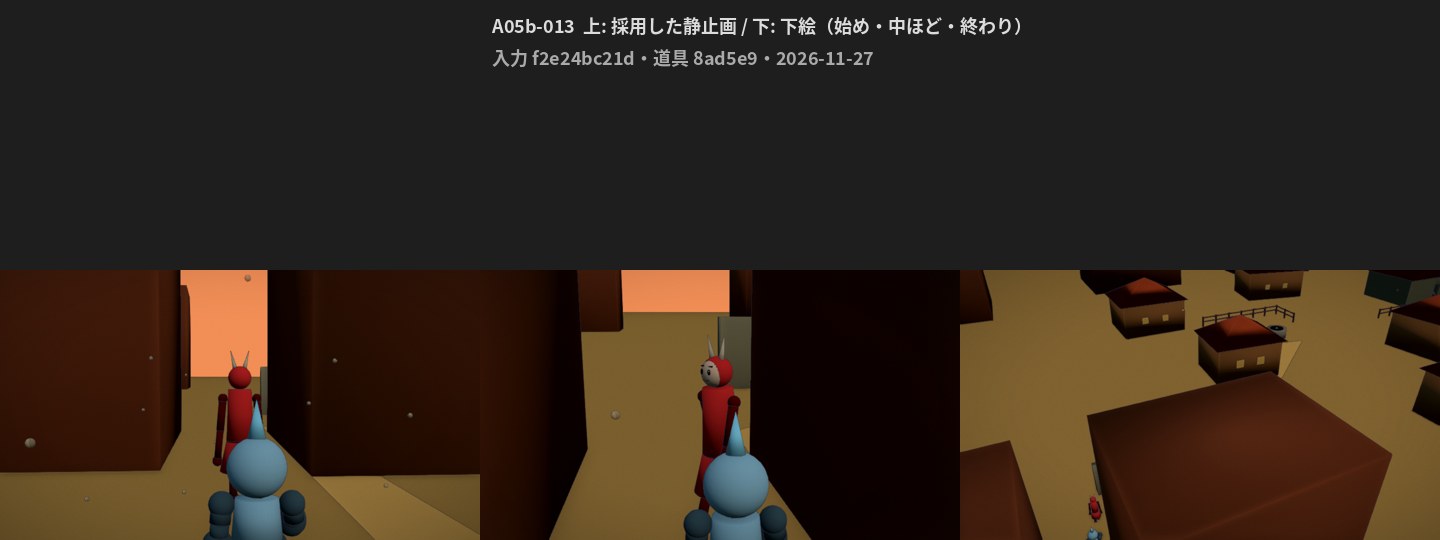 A05b-013 上: 採用した静止画 / 下: 下絵（始め・中ほど・終わり）
入力 f2e24bc21d・道具 8ad5e9・2026-11-27